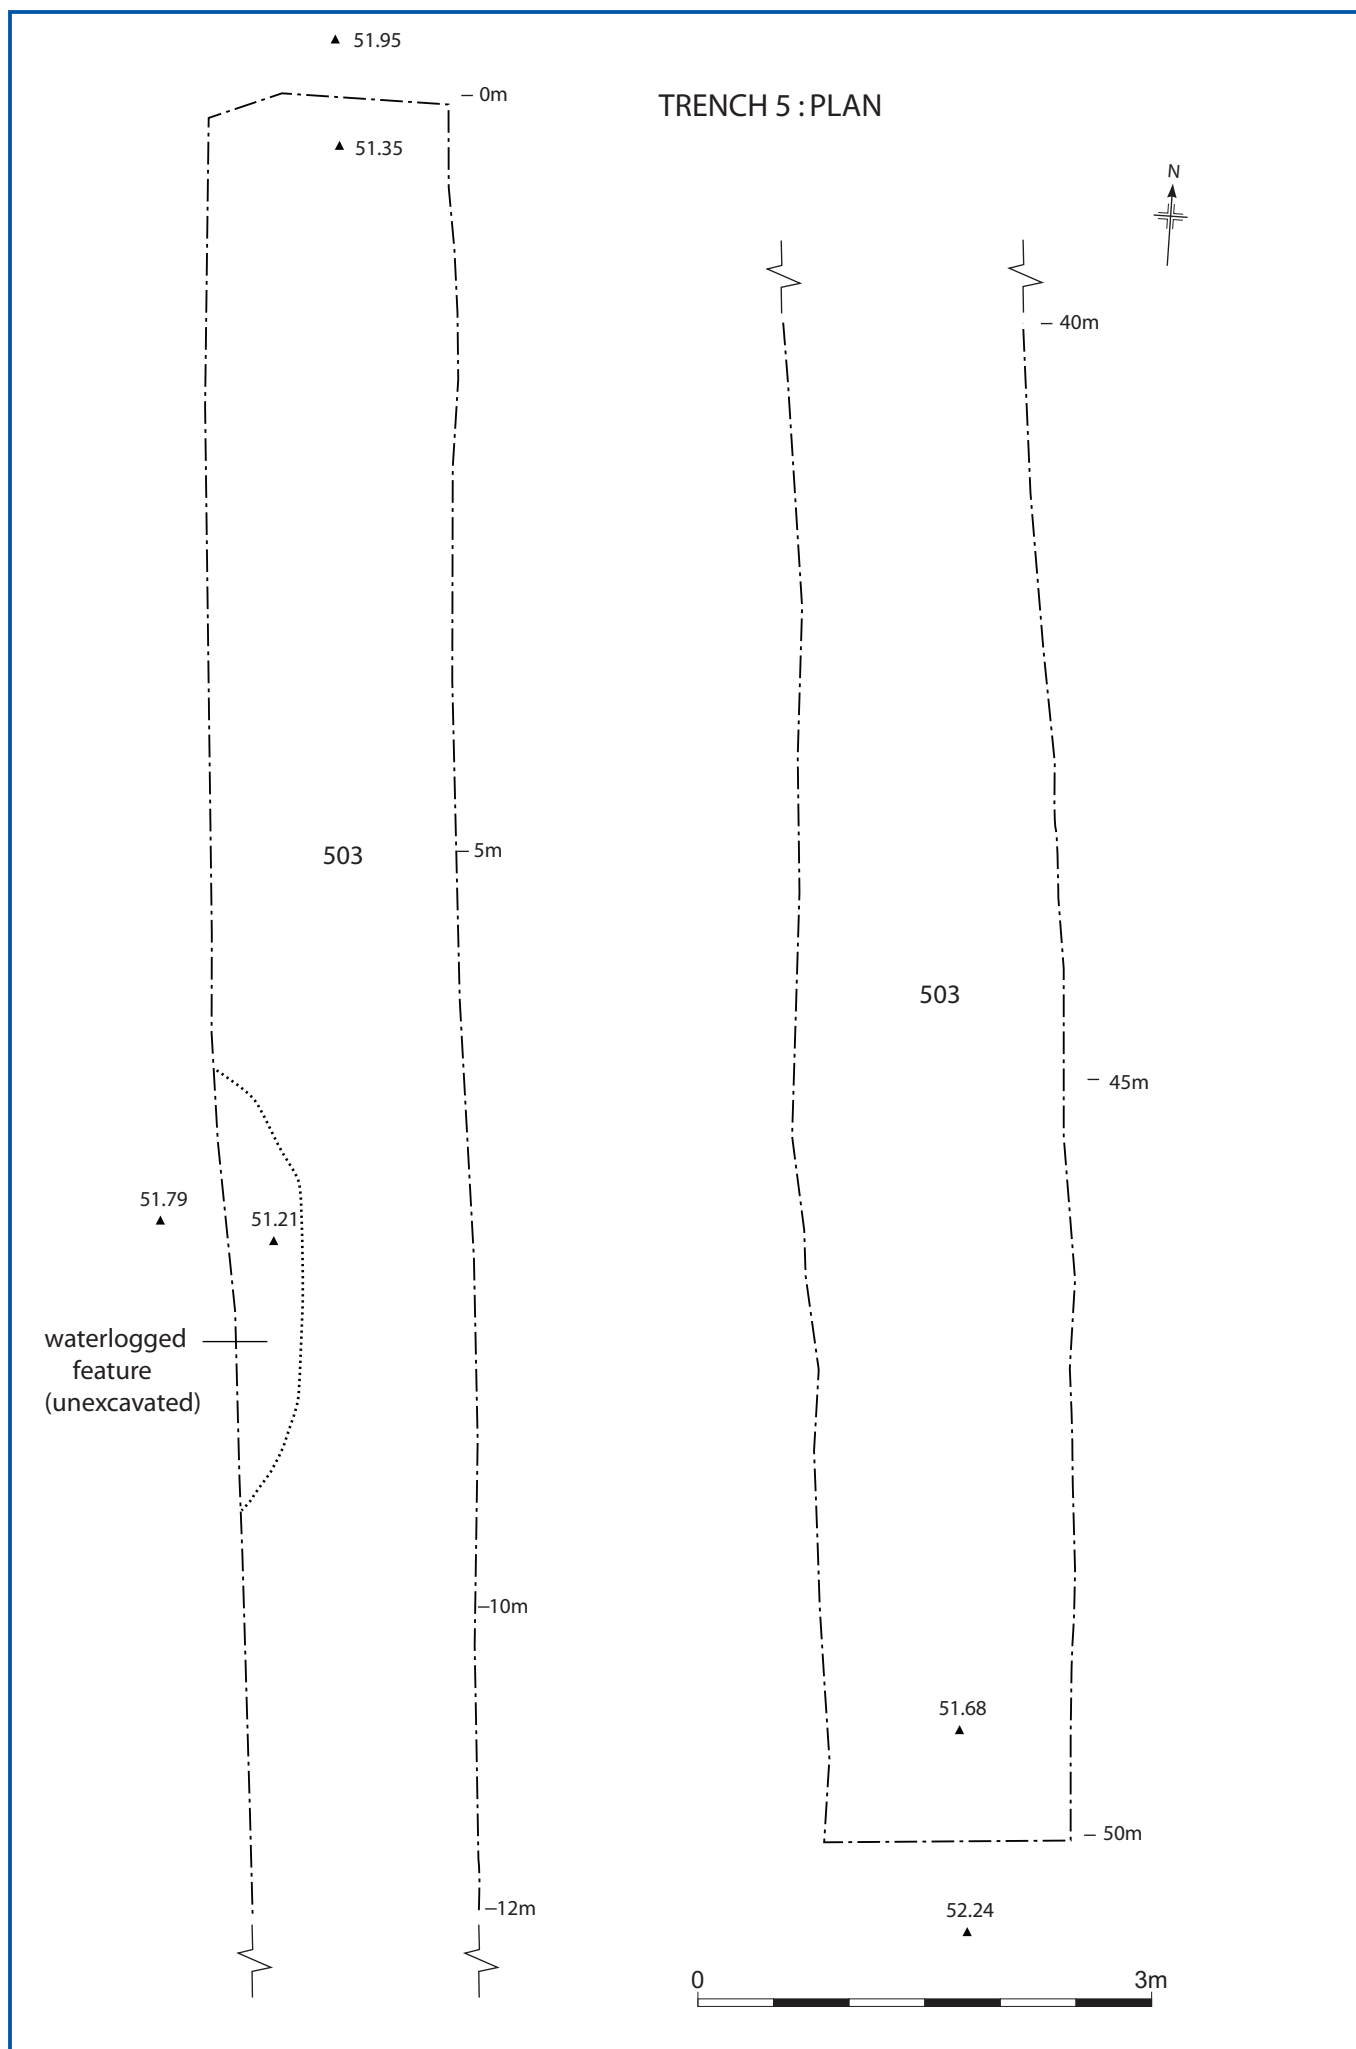 51.95
– 0m
TRENCH 5 : PLAN
51.35
N
– 40m
503
– 5m
503
– 45m
51.79
51.21
waterlogged
feature
(unexcavated)
–10m
51.68
– 50m
–12m
52.24
0 3m